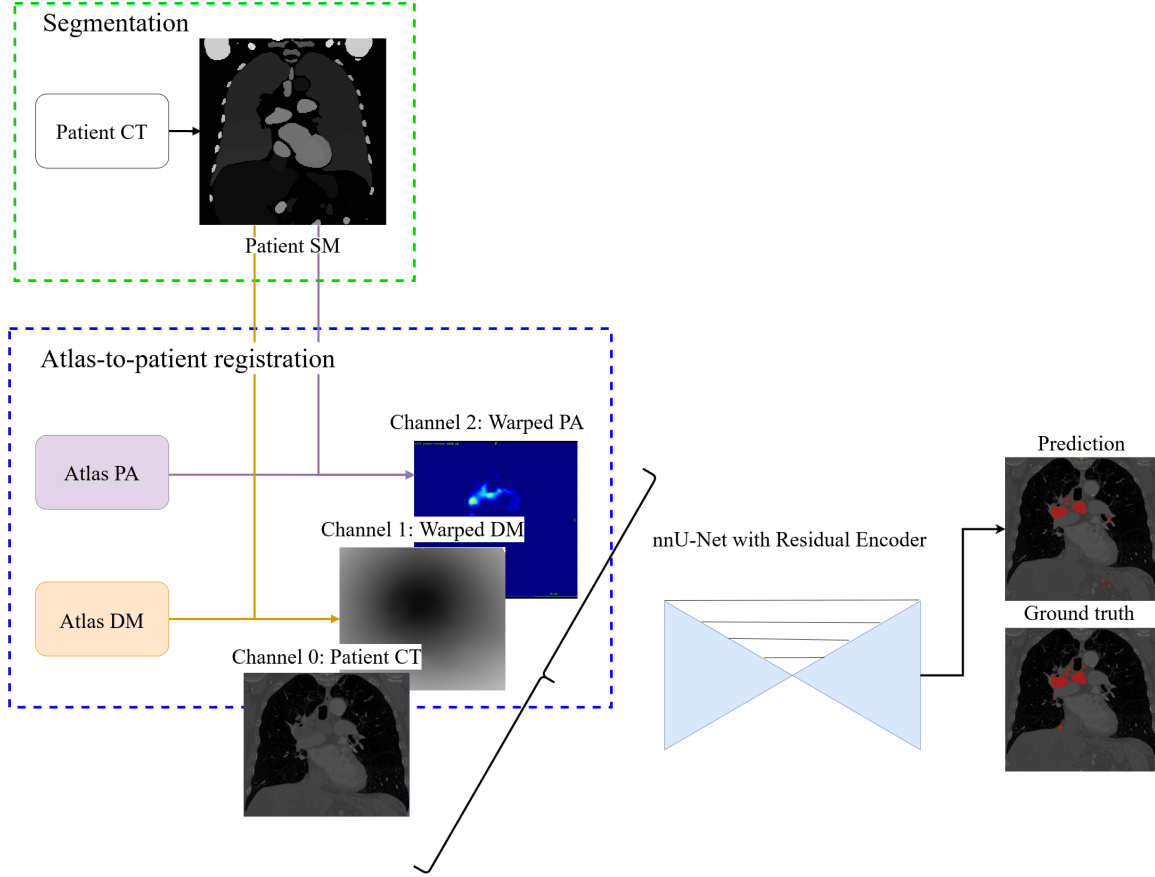 Segmentation
Patient CT
Patient SM
Atlas-to-patient registration
Channel 2: Warped PA
Atlas PA
Channel 1: Warped DM
Atlas DM
Channel 0: Patient CT
nnU-Net with Residual Encoder
Prediction
Ground truth